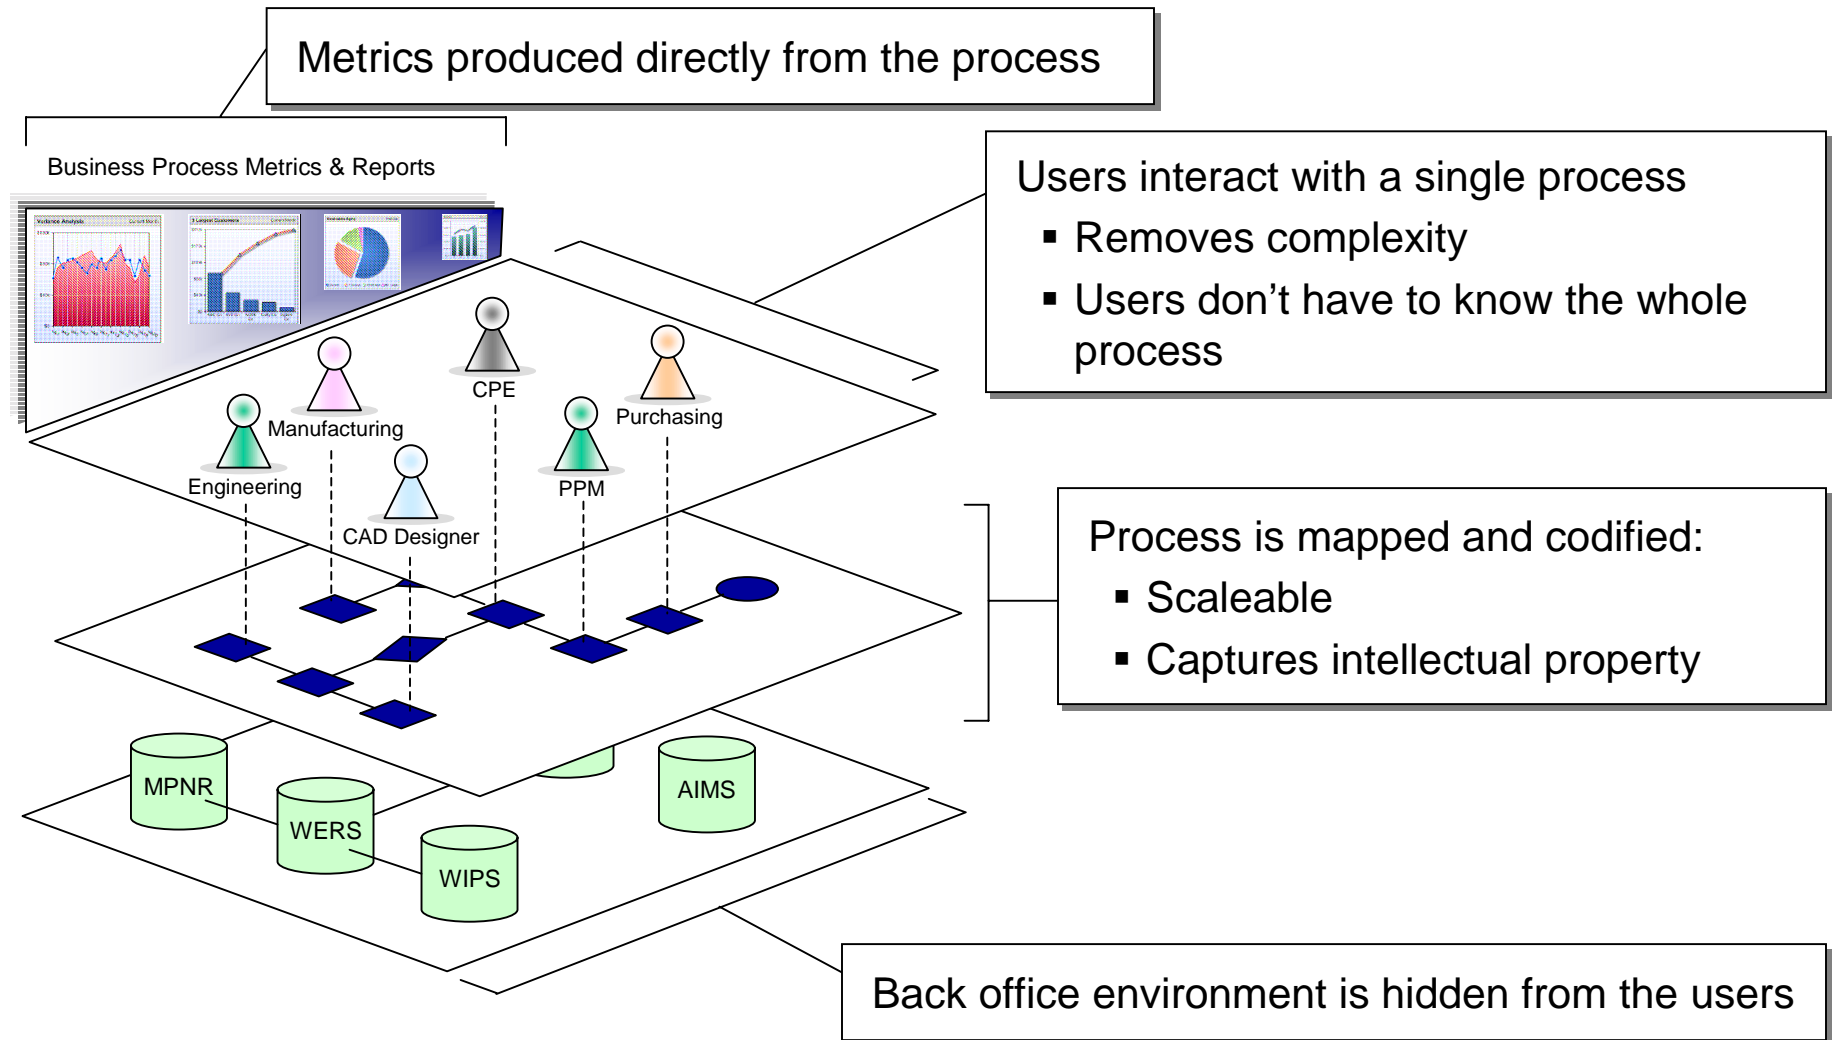 Metrics produced directly from the process
Business Process Metrics & Reports
Variance Analysis
Users interact with a single process
▪ Removes complexity
▪ Users don’t have to know the whole
process
CPE
Manufacturing
Purchasing
Engineering
PPM
CAD Designer
Process is mapped and codified:
▪ Scaleable
▪ Captures intellectual property
MPNR
WERS
WIPS
AIMS
Back office environment is hidden from the users